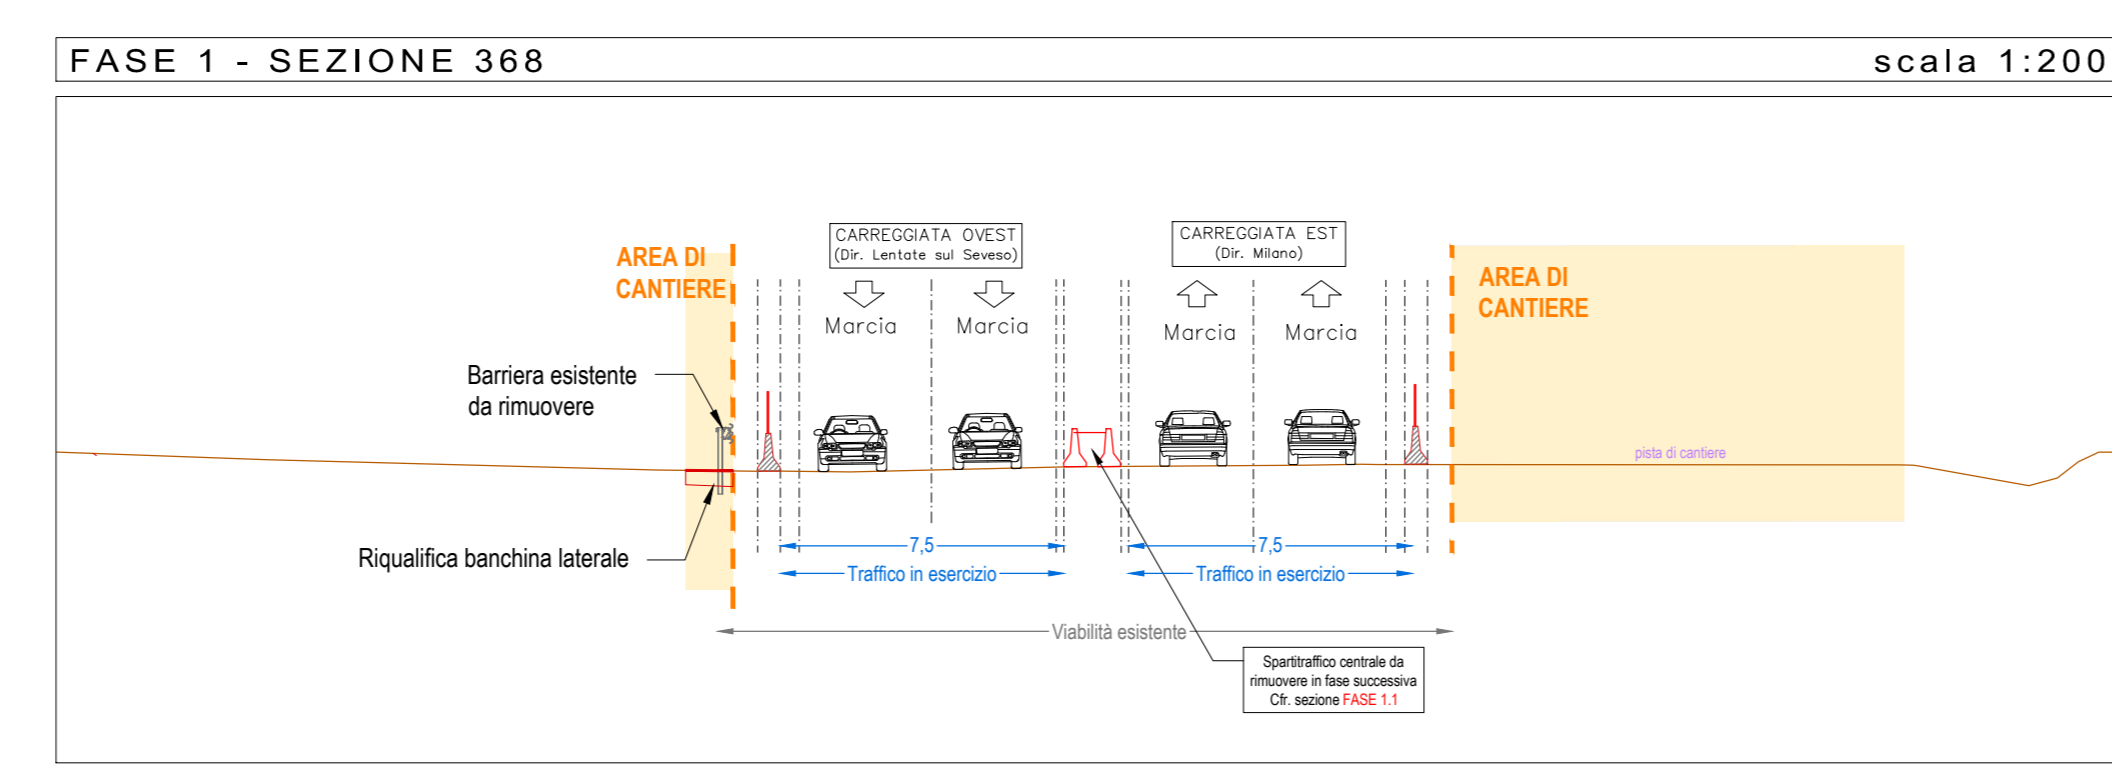 FASE 1 - SEZIONE 368
scala 1:200
AREA DI
CANTIERE
CARREGGIATA OVEST
(Dir. Lentate sul Seveso)
CARREGGIATA EST
(Dir. Milano)
AREA DI
CANTIERE
Marcia
Marcia
Marcia
Marcia
Barriera esistente
da rimuovere
pista di cantiere
Riqualifica banchina laterale
7,5
7,5
Traffico in esercizio
Traffico in esercizio
Viabilità esistente
Spartitraffico centrale da
rimuovere in fase successiva
Cfr. sezione FASE 1.1